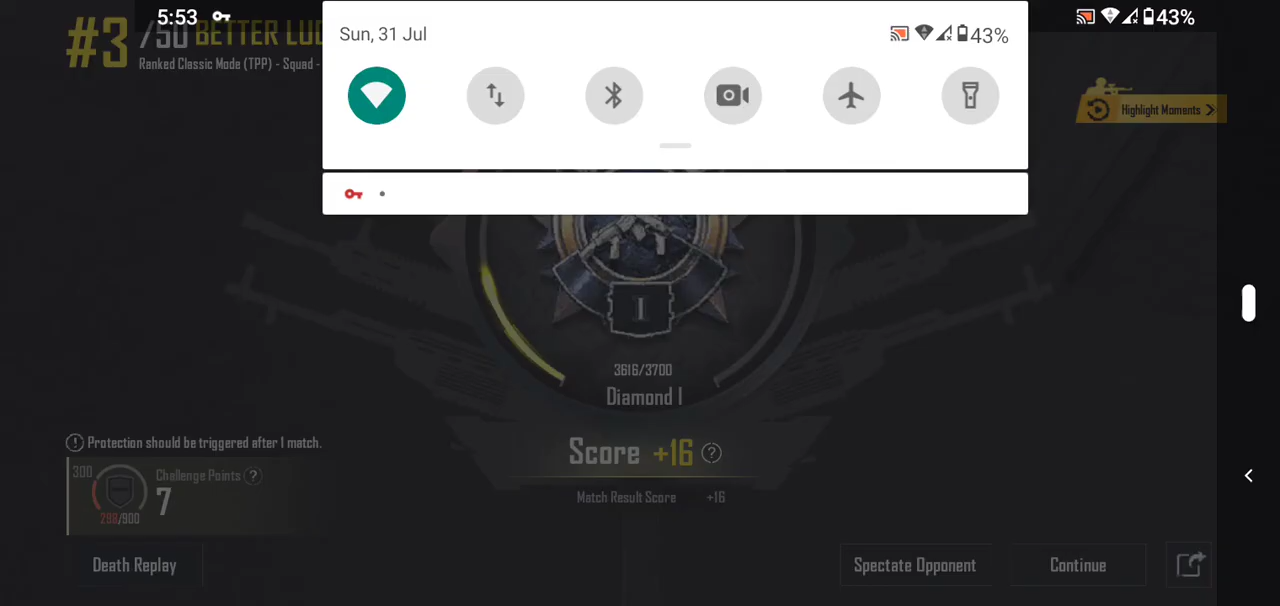 5:53
43%
Sun, 31 Jul
43%
#3 /50 BETTER
Ranked Classic Mode (TPP) - Squad -
Highlight Moments
I
3616/3700
Diamond I
Score +16 ?
Match Result Score +16
! Protection should be triggered after 1 match.
300
Challenge Points ?
7
298/900
Death Replay
Spectate Opponent
Continue